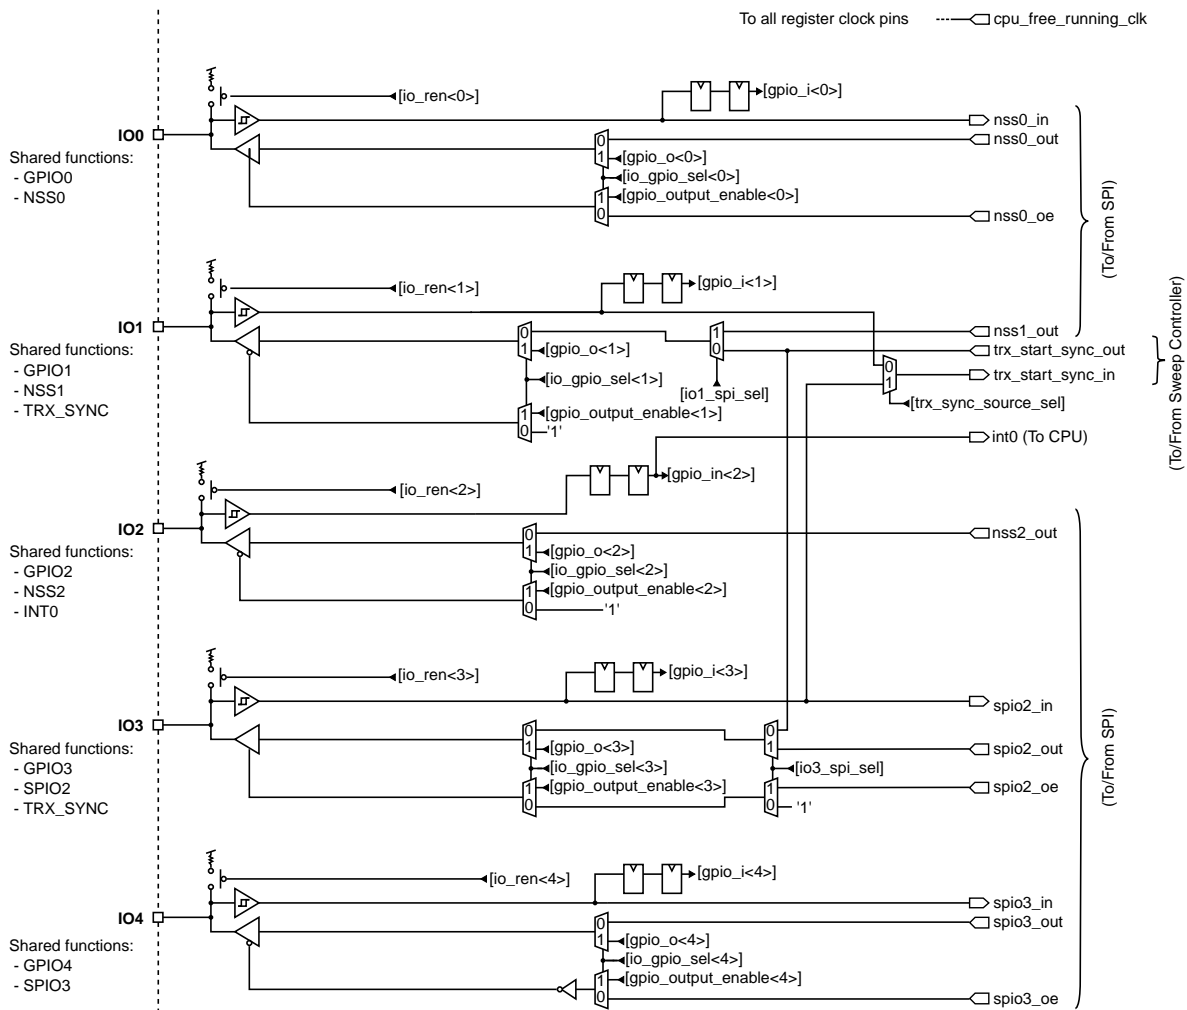 To all register clock pins
cpu_free_running_clk
[io_ren<0>]
[gpio_i<0>]
nss0_in
IO0
nss0_out
0
1
[gpio_o<0>]
[io_gpio_sel<0>]
1
0
[gpio_output_enable<0>]
nss0_oe
Shared functions:
- GPIO0
- NSS0
(To/From SPI)
[io_ren<1>]
[gpio_i<1>]
IO1
0
1
[gpio_o<1>]
[io_gpio_sel<1>]
1
0
[gpio_output_enable<1>]
'1'
1
0
[io1_spi_sel]
nss1_out
trx_start_sync_out
0
1
trx_start_sync_in
[trx_sync_source_sel]
(To/From Sweep Controller)
Shared functions:
- GPIO1
- NSS1
- TRX_SYNC
int0 (To CPU)
[gpio_in<2>]
[io_ren<2>]
IO2
0
1
nss2_out
[gpio_o<2>]
[io_gpio_sel<2>]
1
0
[gpio_output_enable<2>]
'1'
Shared functions:
- GPIO2
- NSS2
- INT0
[io_ren<3>]
[gpio_i<3>]
spio2_in
IO3
0
1
[gpio_o<3>]
[io_gpio_sel<3>]
1
0
[gpio_output_enable<3>]
0
1
spio2_out
[io3_spi_sel]
1
0
spio2_oe
'1'
Shared functions:
- GPIO3
- SPIO2
- TRX_SYNC
(To/From SPI)
[io_ren<4>]
[gpio_i<4>]
spio3_in
IO4
0
1
spio3_out
[gpio_o<4>]
[io_gpio_sel<4>]
1
0
[gpio_output_enable<4>]
spio3_oe
Shared functions:
- GPIO4
- SPIO3